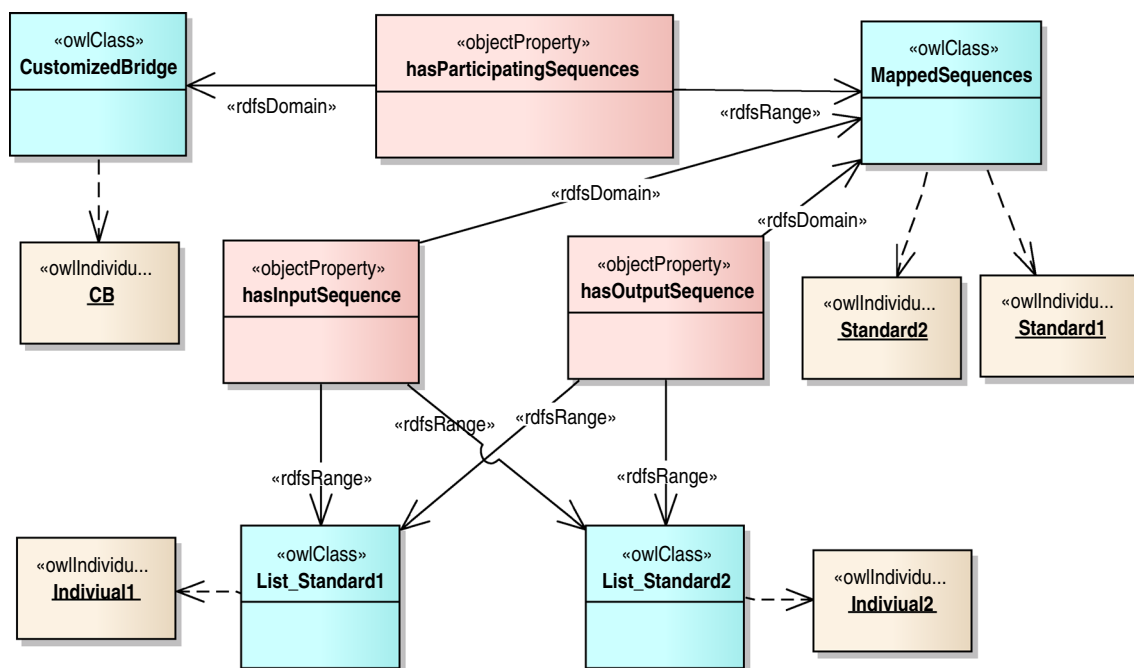 «owlClass»
CustomizedBridge
«objectProperty»
hasParticipatingSequences
«owlClass»
MappedSequences
«rdfsDomain»
«rdfsRange»
«rdfsDomain»
«rdfsDomain»
«owlIndividu...
CB
«objectProperty»
hasInputSequence
«objectProperty»
hasOutputSequence
«owlIndividu...
Standard2
«owlIndividu...
Standard1
«rdfsRange»
«rdfsRange»
«rdfsRange»
«rdfsRange»
«owlIndividu...
Indiviual1
«owlClass»
List_Standard1
«owlClass»
List_Standard2
«owlIndividu...
Indiviual2